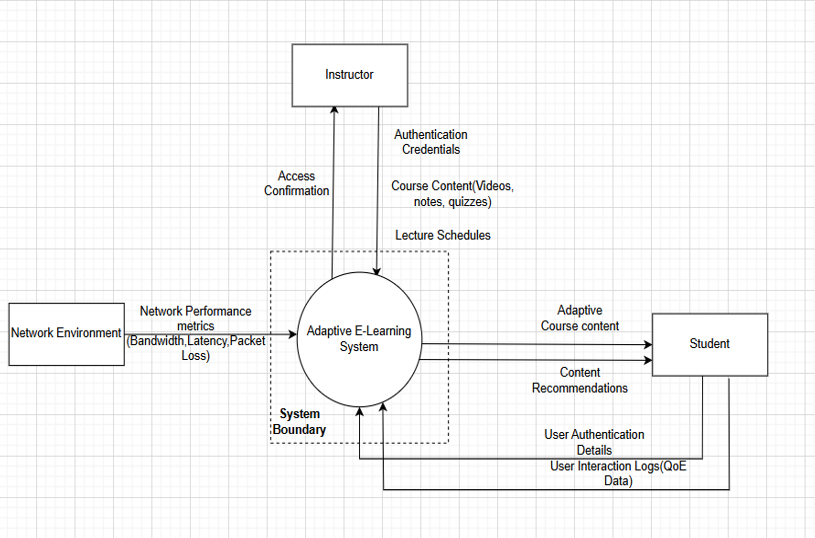 Instructor
Authentication
Credentials
Access
Confirmation
Course Content(Videos,
notes, quizzes)
Lecture Schedules
Network Environment
Network Performance
metrics
(Bandwidth,Latency,Packet
Loss)
Adaptive E-Learning
System
System
Boundary
Adaptive
Course content
Student
Content
Recommendations
User Authentication
Details
User Interaction Logs(QoE
Data)